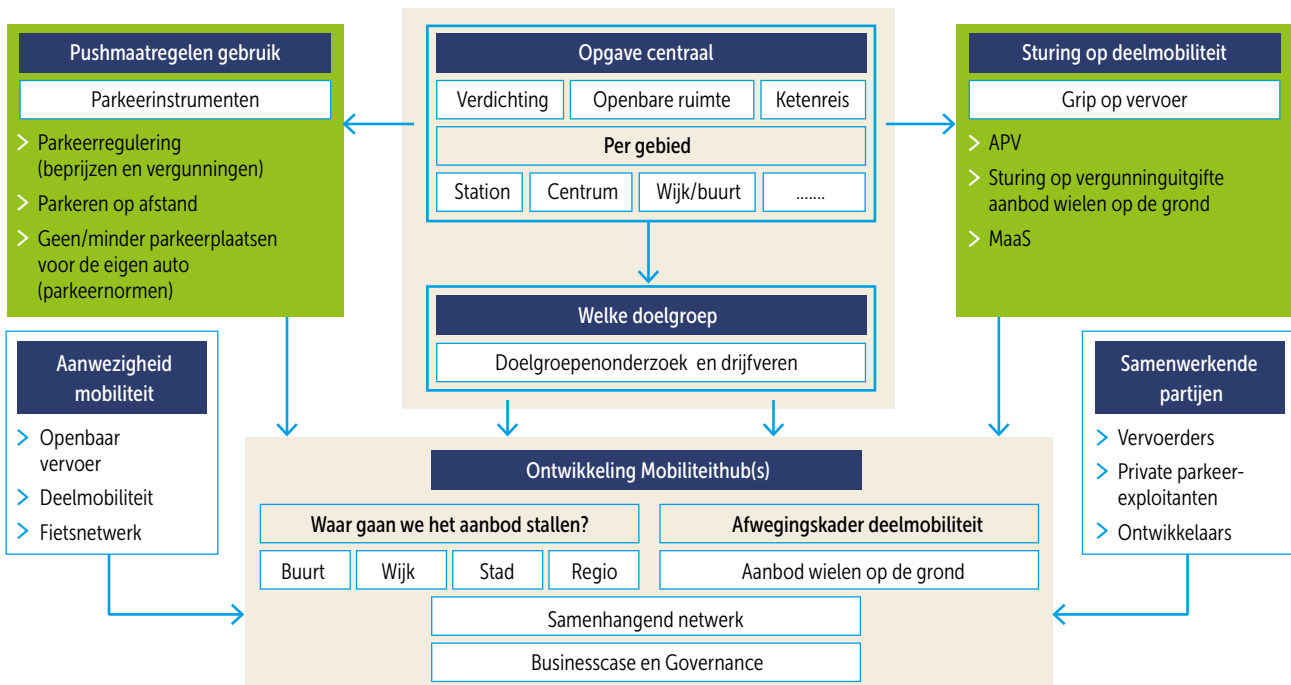 Pushmaatregelen gebruik
Parkeerinstrumenten
Parkeerregulering
(beprijzen en vergunningen)
Parkeren op afstand
Geen/minder parkeerplaatsen
voor de eigen auto
(parkeernormen)
Opgave centraal
Verdichting
Openbare ruimte
Ketenreis
Per gebied
Station
Centrum
Wijk/buurt
.......
Sturing op deelmobiliteit
Grip op vervoer
APV
Sturing op vergunninguitgifte
aanbod wielen op de grond
MaaS
Welke doelgroep
Doelgroepenonderzoek en drijfveren
Aanwezigheid
mobiliteit
Openbaar
vervoer
Deelmobiliteit
Fietsnetwerk
Samenwerkende
partijen
Vervoerders
Private parkeer-
exploitanten
Ontwikkelaars
Ontwikkeling Mobiliteithub(s)
Waar gaan we het aanbod stallen?
Buurt
Wijk
Stad
Regio
Afwegingskader deelmobiliteit
Aanbod wielen op de grond
Samenhangend netwerk
Businesscase en Governance